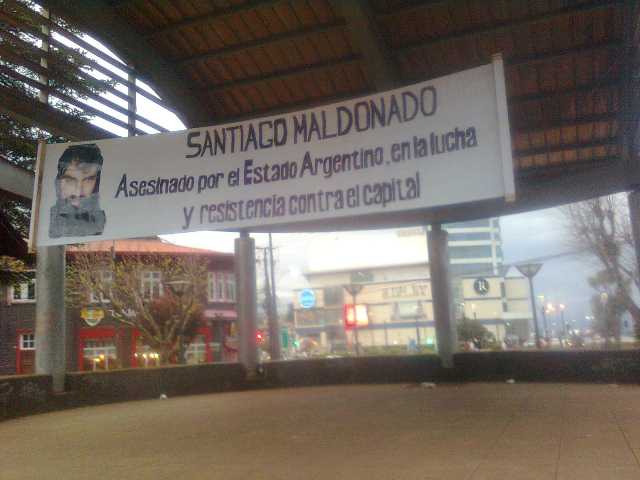 SANTIAGO MALDONADO
Asesinado por el Estado Argentino, en la lucha
y resistencia contra el capital